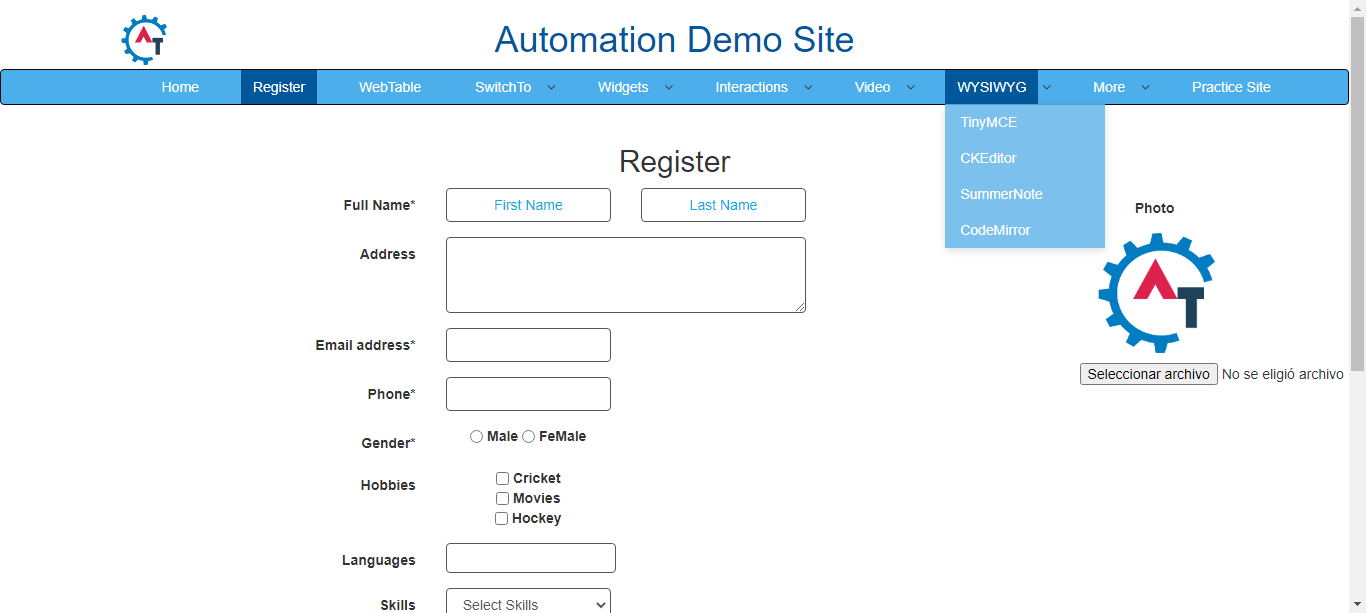 Automation Demo Site
Home Register WebTable SwitchTo Widgets Interactions Video WYSIWYG More Practice Site
TinyMCE
CKEditor
SummerNote
CodeMirror
Register
Full Name* First Name Last Name
Photo
Address
Email address*
Seleccionar archivo No se eligió archivo
Phone*
Gender* Male FeMale
Hobbies Cricket
Movies
Hockey
Languages
Skills Select Skills